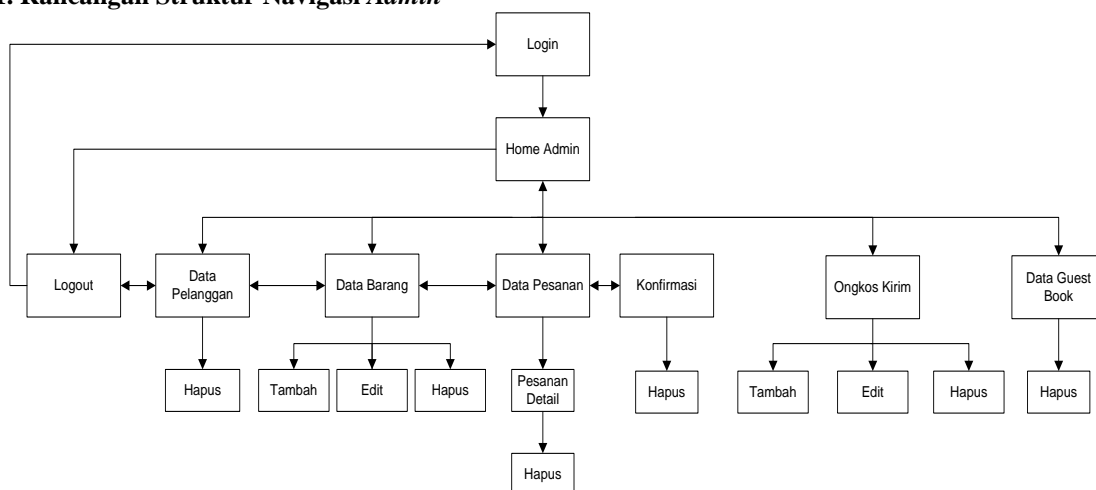 Rancangan Struktur Navigasi Admin
Login
Home Admin
Logout
Data
Pelanggan
Data Barang
Data Pesanan
Konfirmasi
Ongkos Kirim
Data Guest
Book
Hapus
Tambah
Edit
Hapus
Pesanan
Detail
Hapus
Tambah
Edit
Hapus
Hapus
Hapus